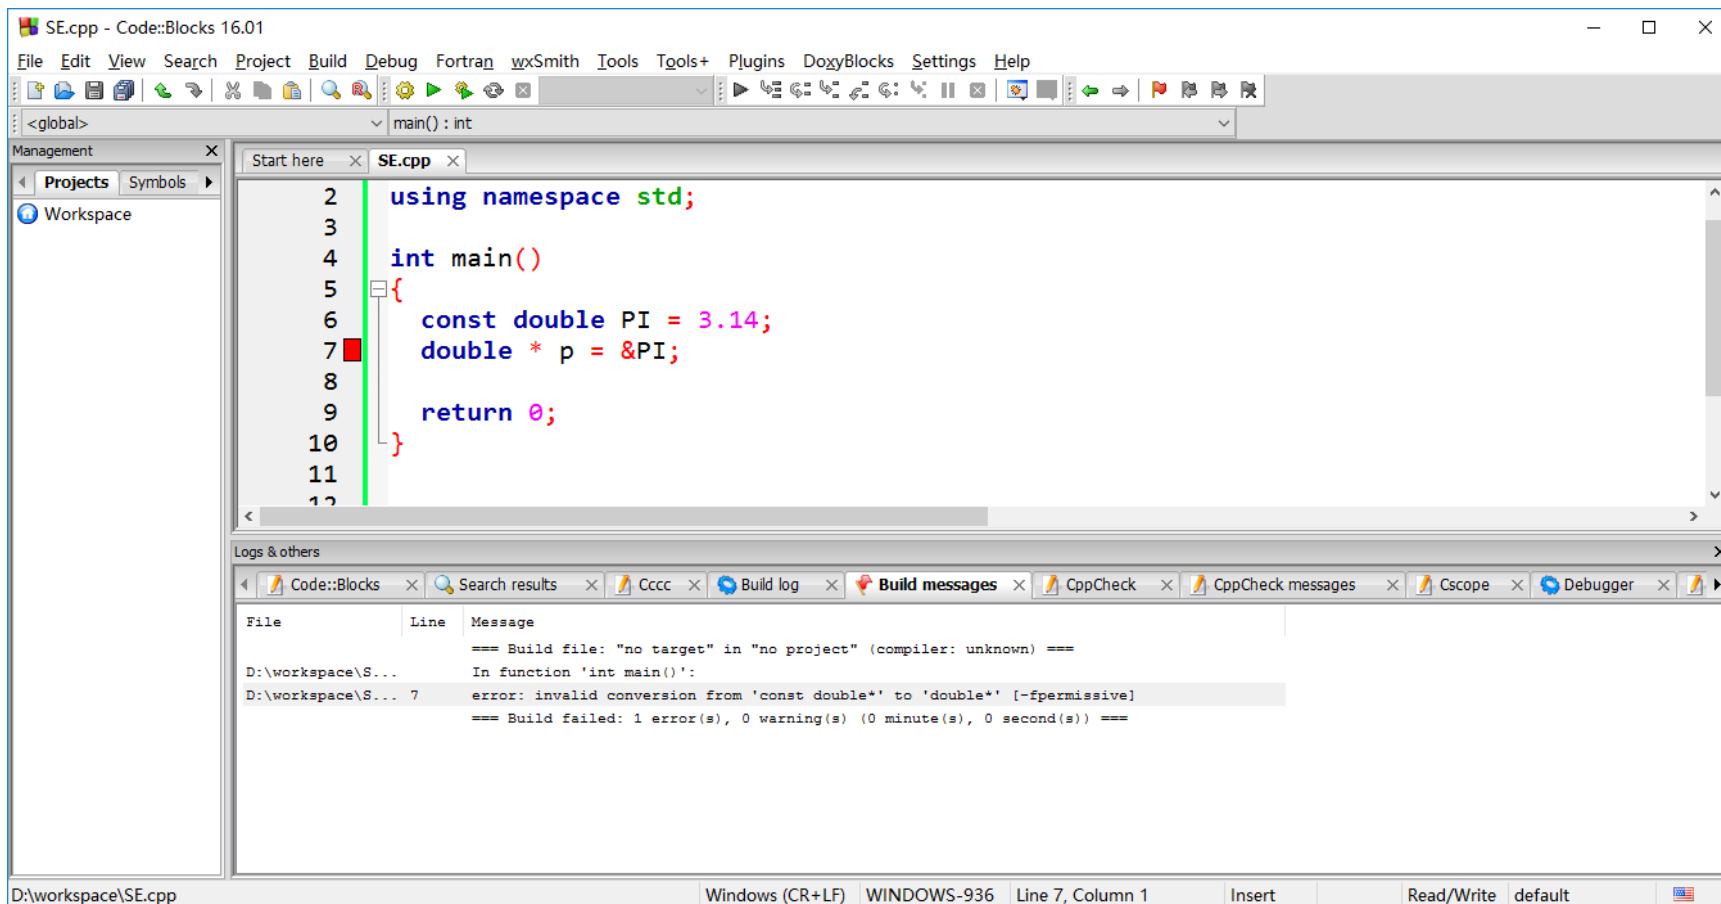 SE.cpp - Code::Blocks 16.01
File Edit View Search Project Build Debug Fortran wxSmith Tools Tools+ Plugins DoxyBlocks Settings Help
<global> main() : int
Management
Projects Symbols
Workspace
Start here SE.cpp
2 using namespace std;
3
4 int main()
5 {
6 const double PI = 3.14;
7 double * p = &PI;
8
9 return 0;
10 }
11
12
Logs & others
Code::Blocks Search results Cccc Build log Build messages CppCheck CppCheck messages Cscope Debugger
File Line Message
=== Build file: "no target" in "no project" (compiler: unknown) ===
D:\workspace\S... In function 'int main()':
D:\workspace\S... 7 error: invalid conversion from 'const double*' to 'double*' [-fpermissive]
=== Build failed: 1 error(s), 0 warning(s) (0 minute(s), 0 second(s)) ===
D:\workspace\SE.cpp Windows (CR+LF) WINDOWS-936 Line 7, Column 1 Insert Read/Write default